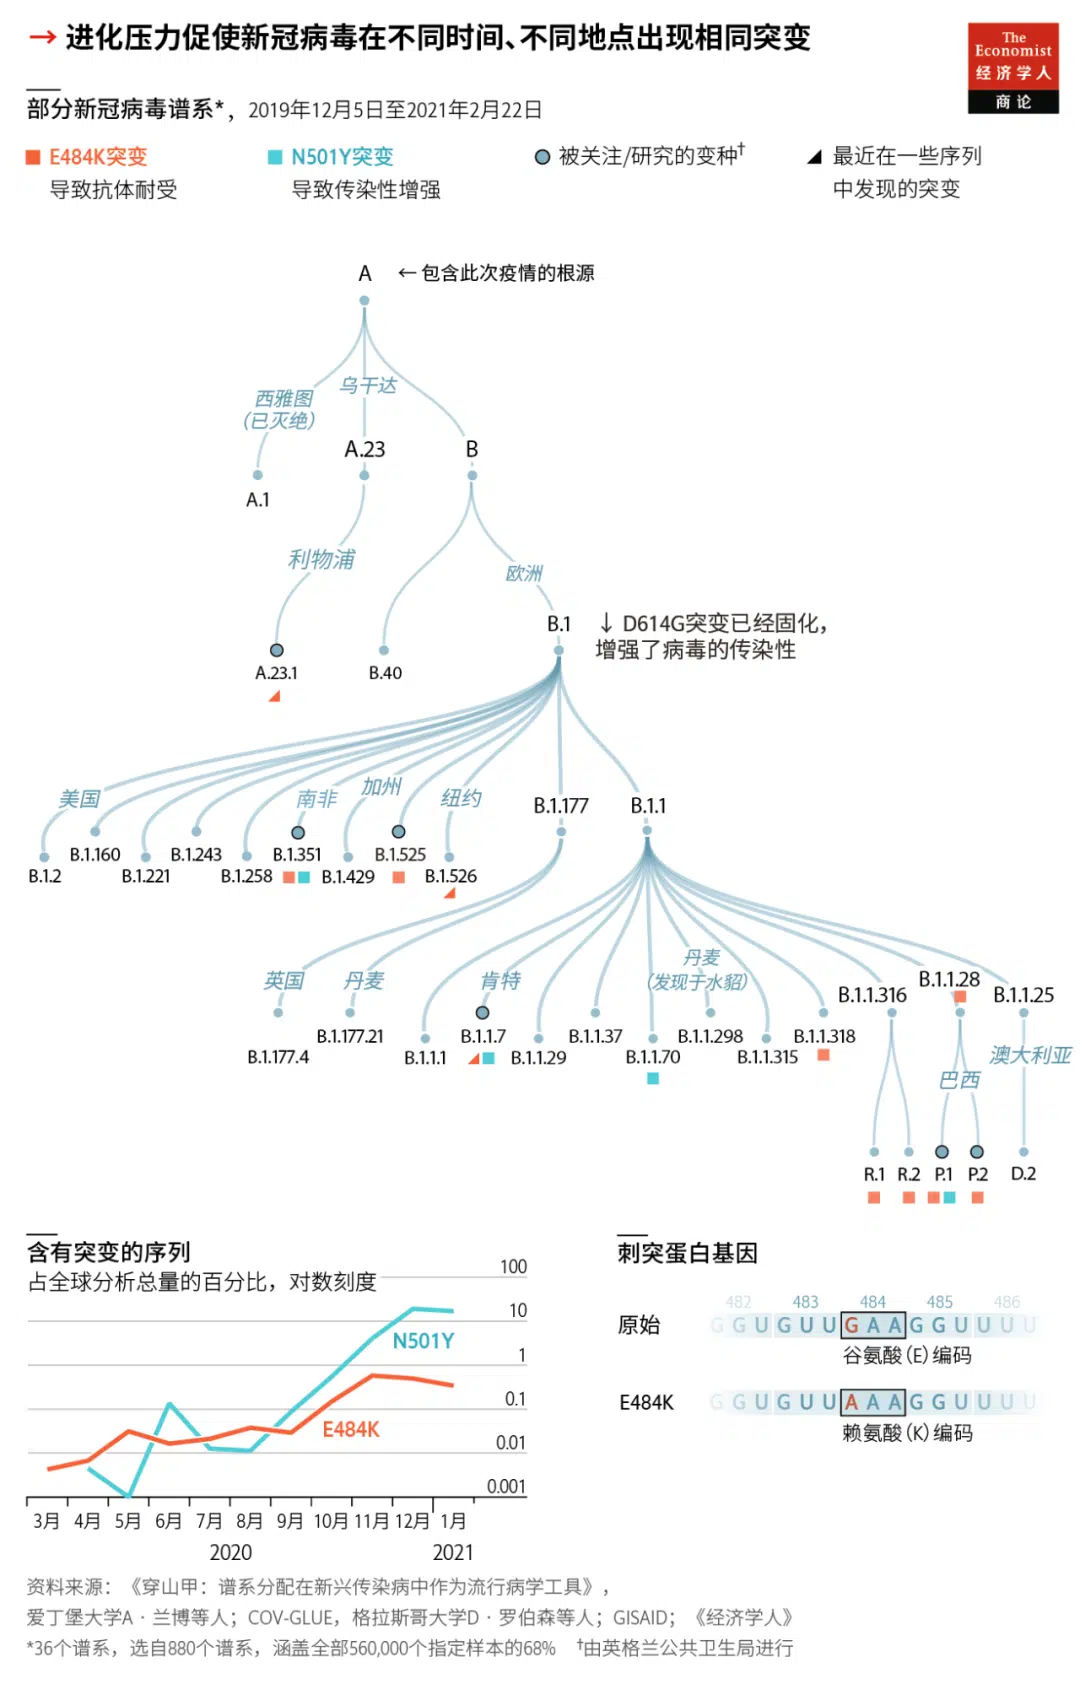 → 进化压力促使新冠病毒在不同时间、不同地点出现相同突变
The
Economist
经济学人
商论
部分新冠病毒谱系*，2019年12月5日至2021年2月22日
E484K突变
导致抗体耐受
N501Y突变
导致传染性增强
被关注/研究的变种†
最近在一些序列
中发现的突变
A ← 包含此次疫情的根源
西雅图
（已灭绝）
乌干达
A.23
B
A.1
利物浦
欧洲
B.1
↓ D614G突变已经固化，
增强了病毒的传染性
A.23.1
B.40
美国
南非
加州
纽约
B.1.177
B.1.1
B.1.160
B.1.243
B.1.351
B.1.525
B.1.2
B.1.221
B.1.258
B.1.429
B.1.526
英国
丹麦
肯特
丹麦
（发现于水貂）
B.1.1.316
B.1.1.28
B.1.1.25
B.1.177.21
B.1.1.7
B.1.1.37
B.1.1.298
B.1.1.318
B.1.177.4
B.1.1.1
B.1.1.29
B.1.1.70
B.1.1.315
澳大利亚
巴西
R.1
R.2
P.1
P.2
D.2
含有突变的序列
占全球分析总量的百分比，对数刻度
100
10
1
0.1
0.01
0.001
N501Y
E484K
3月 4月 5月 6月 7月 8月 9月 10月 11月 12月 1月
2020 2021
刺突蛋白基因
482 483 484 485 486
原始 G G U G U U G A A G G U U U U
谷氨酸（E）编码
E484K G G U G U U A A A G G U U U U
赖氨酸（K）编码
资料来源：《穿山甲：谱系分配在新兴传染病中作为流行病学工具》，
爱丁堡大学A·兰博等人；COV-GLUE，格拉斯哥大学D·罗伯森等人；GISAID；《经济学人》
*36个谱系，选自880个谱系，涵盖全部560,000个指定样本的68% †由英格兰公共卫生局进行